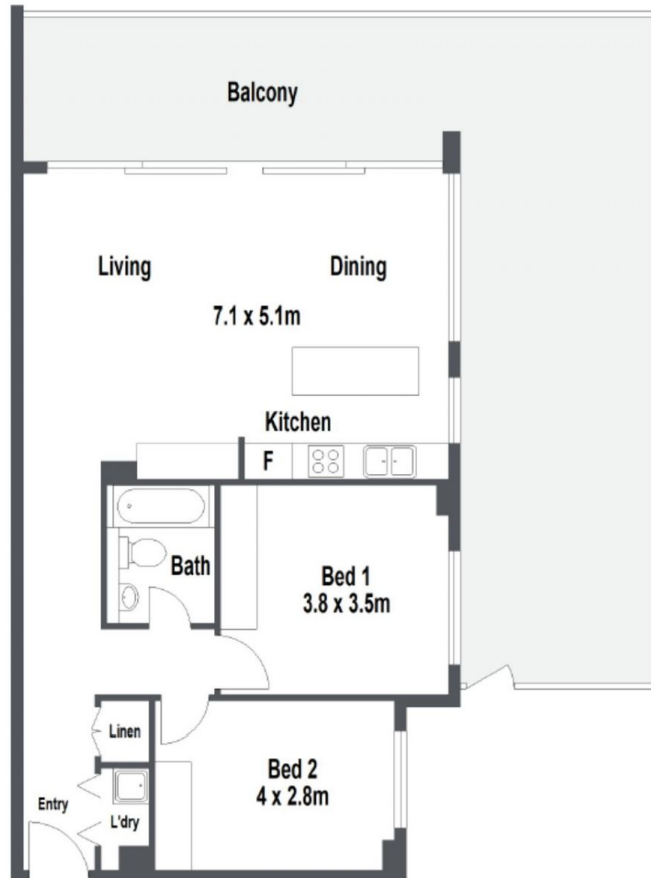 Balcony
Living
Dining
7.1 x 5.1m
Kitchen
F
Bath
Bed 1
3.8 x 3.5m
Linen
Bed 2
4 x 2.8m
Entry
L'dry